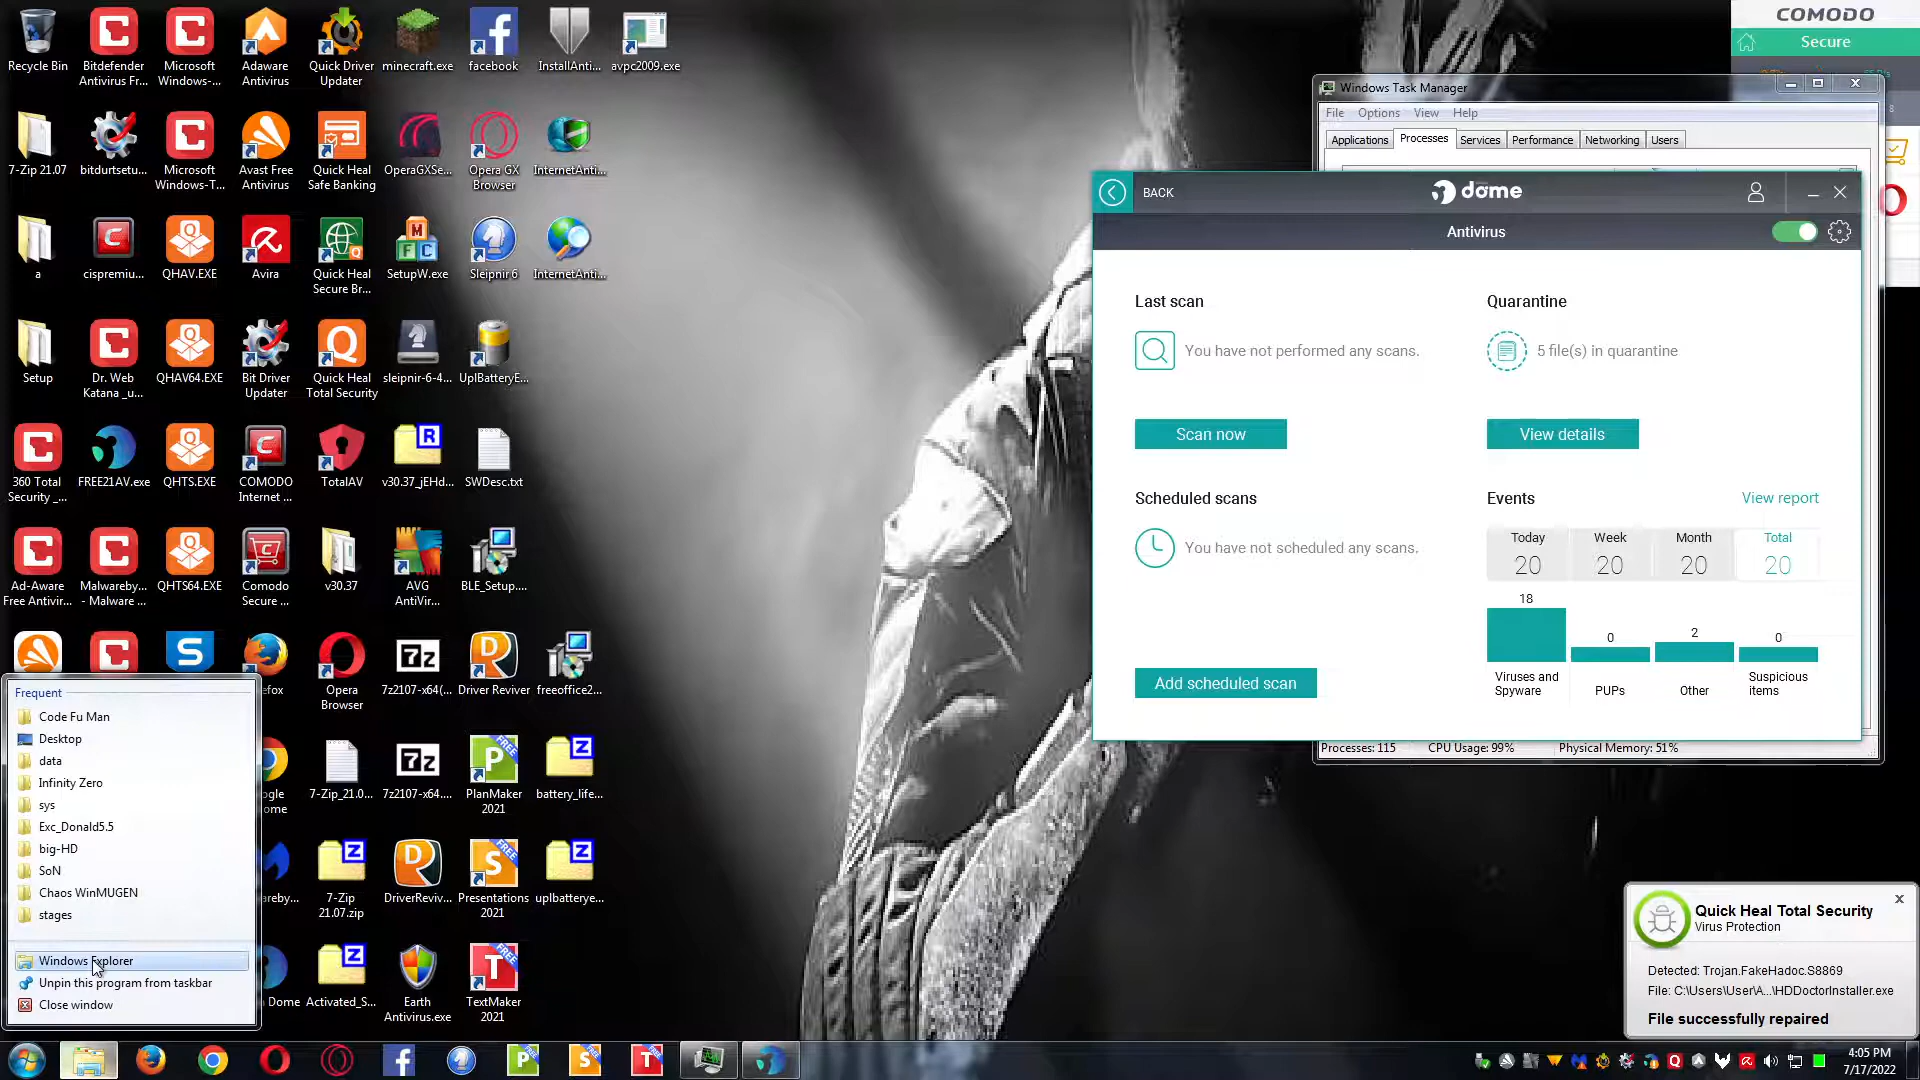 Recycle Bin
Bitdefender
Antivirus Fr...
Microsoft
Windows-...
Adaware
Antivirus
Quick Driver
Updater
minecraft.exe
facebook
InstallAnti...
avpc2009.exe
7-Zip 21.07
bitdurtsetu...
Microsoft
Windows-T...
Avast Free
Antivirus
Quick Heal
Safe Banking
OperaGXSe...
Opera GX
Browser
InternetAnti...
a
cispremiu...
QHAV.EXE
Avira
Quick Heal
Secure Br...
SetupW.exe
Sleipnir 6
InternetAnti...
Setup
Dr. Web
Katana _u...
QHAV64.EXE
Bit Driver
Updater
Quick Heal
Total Security
sleipnir-6-4...
UplBatteryE...
360 Total
Security _...
FREE21AV.exe
QHTS.EXE
COMODO
Internet ...
TotalAV
v30.37_jEHd...
SWDesc.txt
Ad-Aware
Free Antivir...
Malwareby...
- Malware ...
QHTS64.EXE
Comodo
Secure ...
v30.37
AVG
AntiVir...
BLE_Setup....
efox
Opera
Browser
7z2107-x64(...
Driver Reviver
freeoffice2...
ogle
ome
7-Zip_21.0...
7z2107-x64...
PlanMaker
2021
battery_life...
areby...
7-Zip
21.07.zip
DriverReviv...
Presentations
2021
uplbatterye...
Dome
Activated_S...
Earth
Antivirus.exe
TextMaker
2021
Frequent
Code Fu Man
Desktop
data
Infinity Zero
sys
Exc_Donald5.5
big-HD
SoN
Chaos WinMUGEN
stages
Windows Explorer
Unpin this program from taskbar
Close window
COMODO
Secure
Windows Task Manager
File Options View Help
Applications Processes Services Performance Networking Users
BACK
dome
Antivirus
Last scan
You have not performed any scans.
Scan now
Quarantine
5 file(s) in quarantine
View details
Scheduled scans
You have not scheduled any scans.
Add scheduled scan
Events
View report
Today Week Month Total
20 20 20 20
18 0 2 0
Viruses and
Spyware
PUPs
Other
Suspicious
items
Processes: 115 CPU Usage: 99% Physical Memory: 51%
Quick Heal Total Security
Virus Protection
Detected: Trojan.FakeHadoc.S8869
File: C:\Users\User\A...\HDDoctorInstaller.exe
File successfully repaired
4:05 PM
7/17/2022